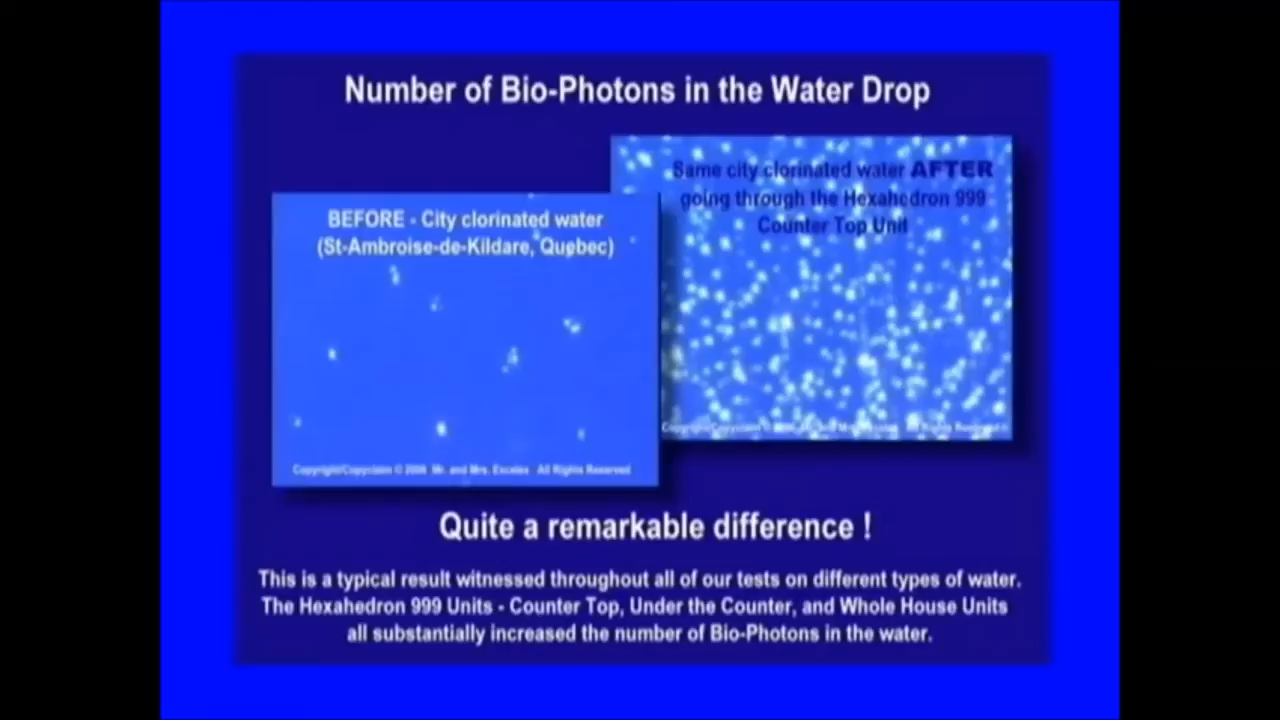 Number of Bio-Photons in the Water Drop
Same city clorinated water AFTER
going through the Hexahedron 999
Counter Top Unit
BEFORE - City clorinated water
(St-Ambroise-de-Kildare, Quebec)
Copyright/Copyclaim © 2006 Mr. and Mrs. Excalex All Rights Reserved
Quite a remarkable difference !
This is a typical result witnessed throughout all of our tests on different types of water.
The Hexahedron 999 Units - Counter Top, Under the Counter, and Whole House Units
all substantially increased the number of Bio-Photons in the water.